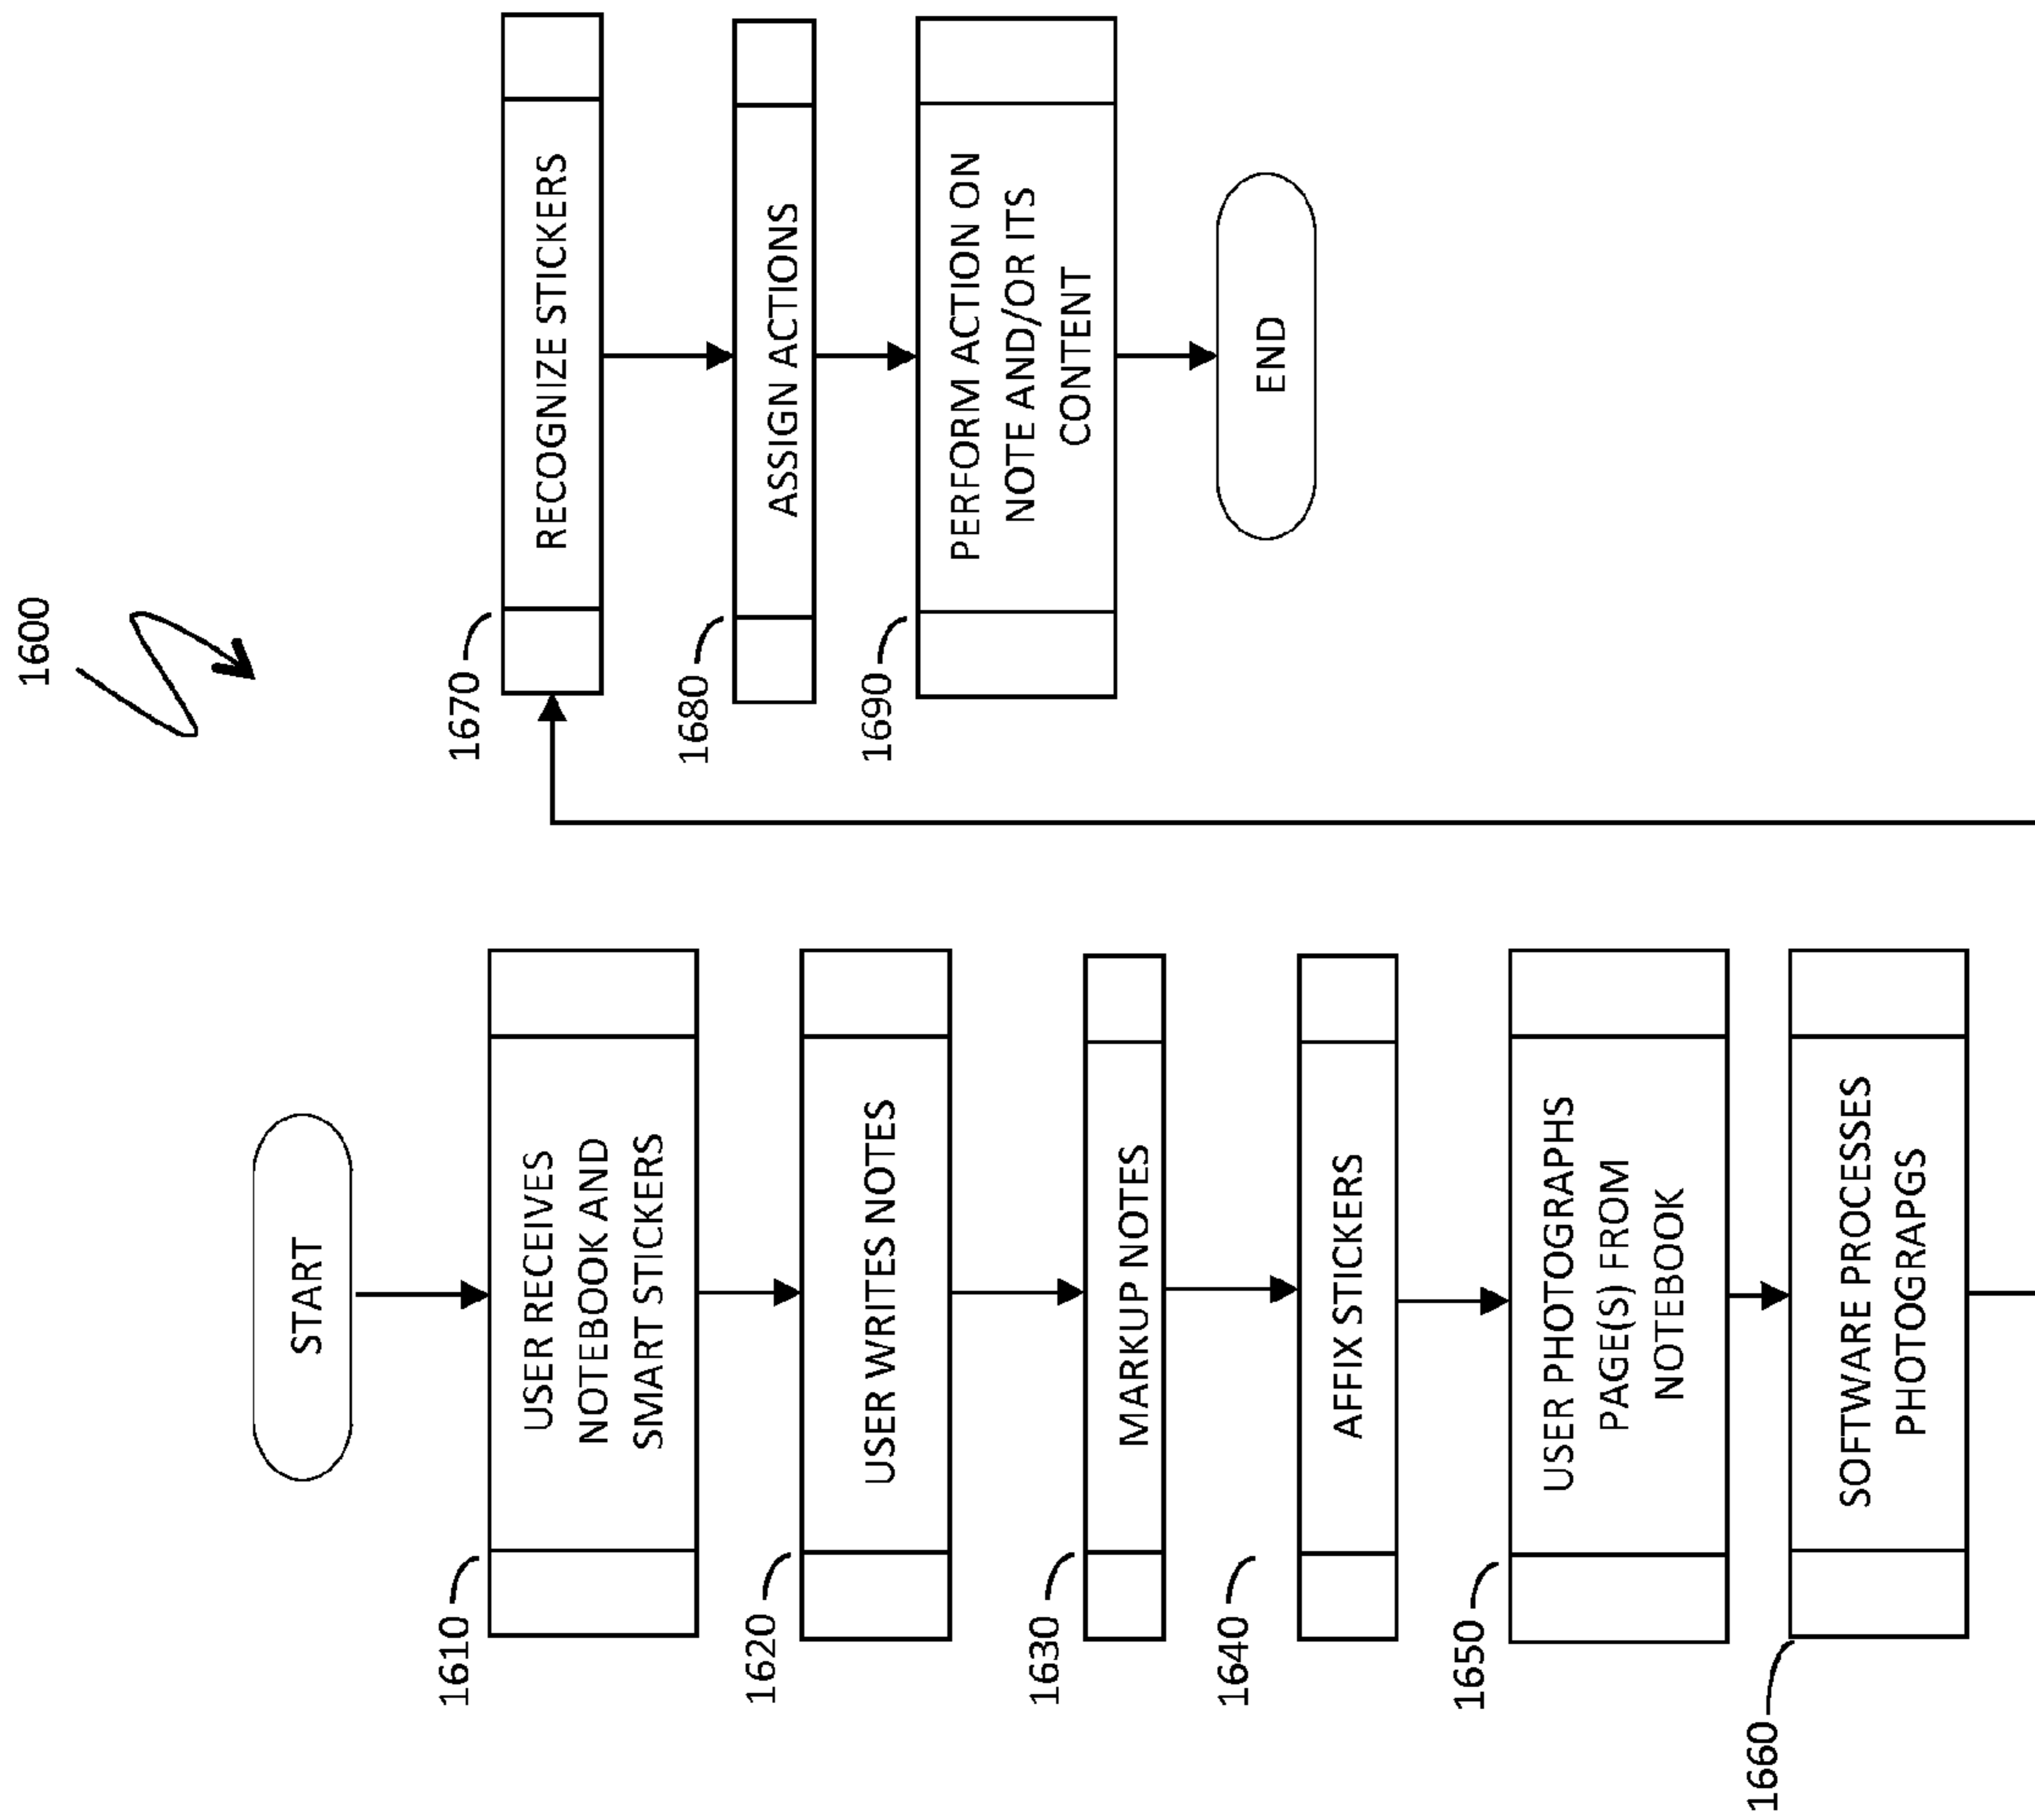 1600
START
1610
USER RECEIVES
NOTEBOOK AND
SMART STICKERS
1620
USER WRITES NOTES
1630
MARKUP NOTES
1640
AFFIX STICKERS
1650
USER PHOTOGRAPHS
PAGE(S) FROM
NOTEBOOK
1660
SOFTWARE PROCESSES
PHOTOGRAPGS
1670
RECOGNIZE STICKERS
1680
ASSIGN ACTIONS
1690
PERFORM ACTION ON
NOTE AND/OR ITS
CONTENT
END